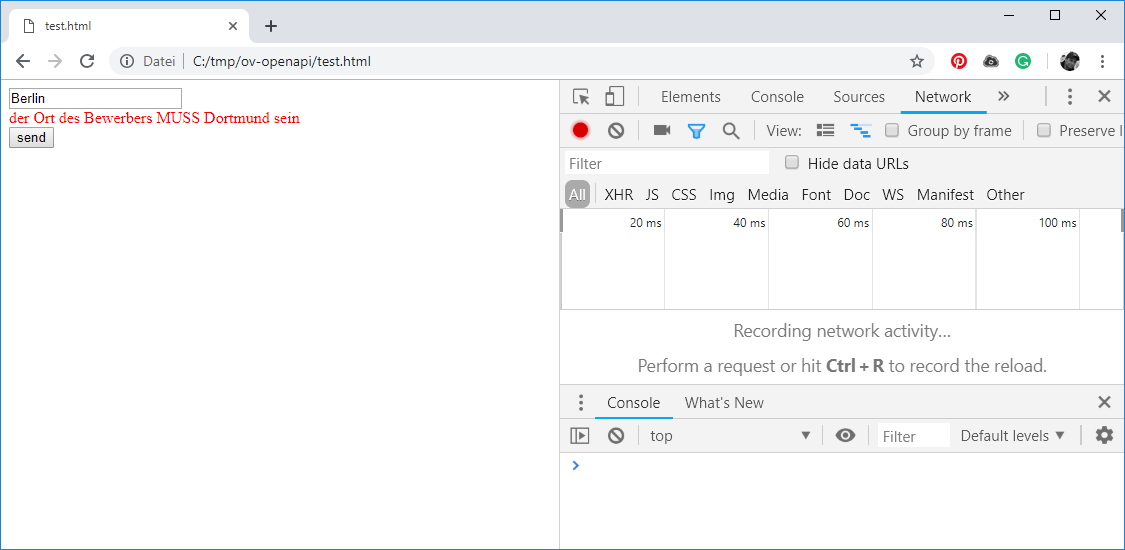 test.html
Datei C:/tmp/ov-openapi/test.html
Berlin
der Ort des Bewerbers MUSS Dortmund sein
send
Elements Console Sources Network
View: Group by frame Preserve l
Filter Hide data URLs
All XHR JS CSS Img Media Font Doc WS Manifest Other
20 ms 40 ms 60 ms 80 ms 100 ms
Recording network activity...
Perform a request or hit Ctrl + R to record the reload.
Console What's New
top Filter Default levels